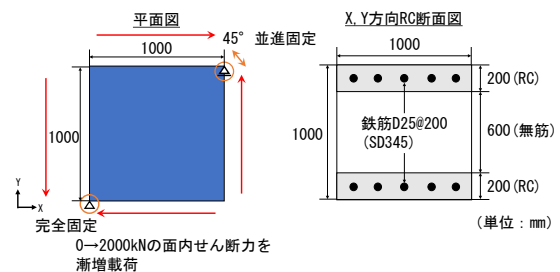 平面図
1000
45° 並進固定
1000
Y
X
完全固定
0→2000kNの面内せん断力を
漸増載荷
X,Y方向RC断面図
1000
200(RC)
1000
鉄筋D25@200
(SD345)
600(無筋)
200(RC)
(単位：mm)